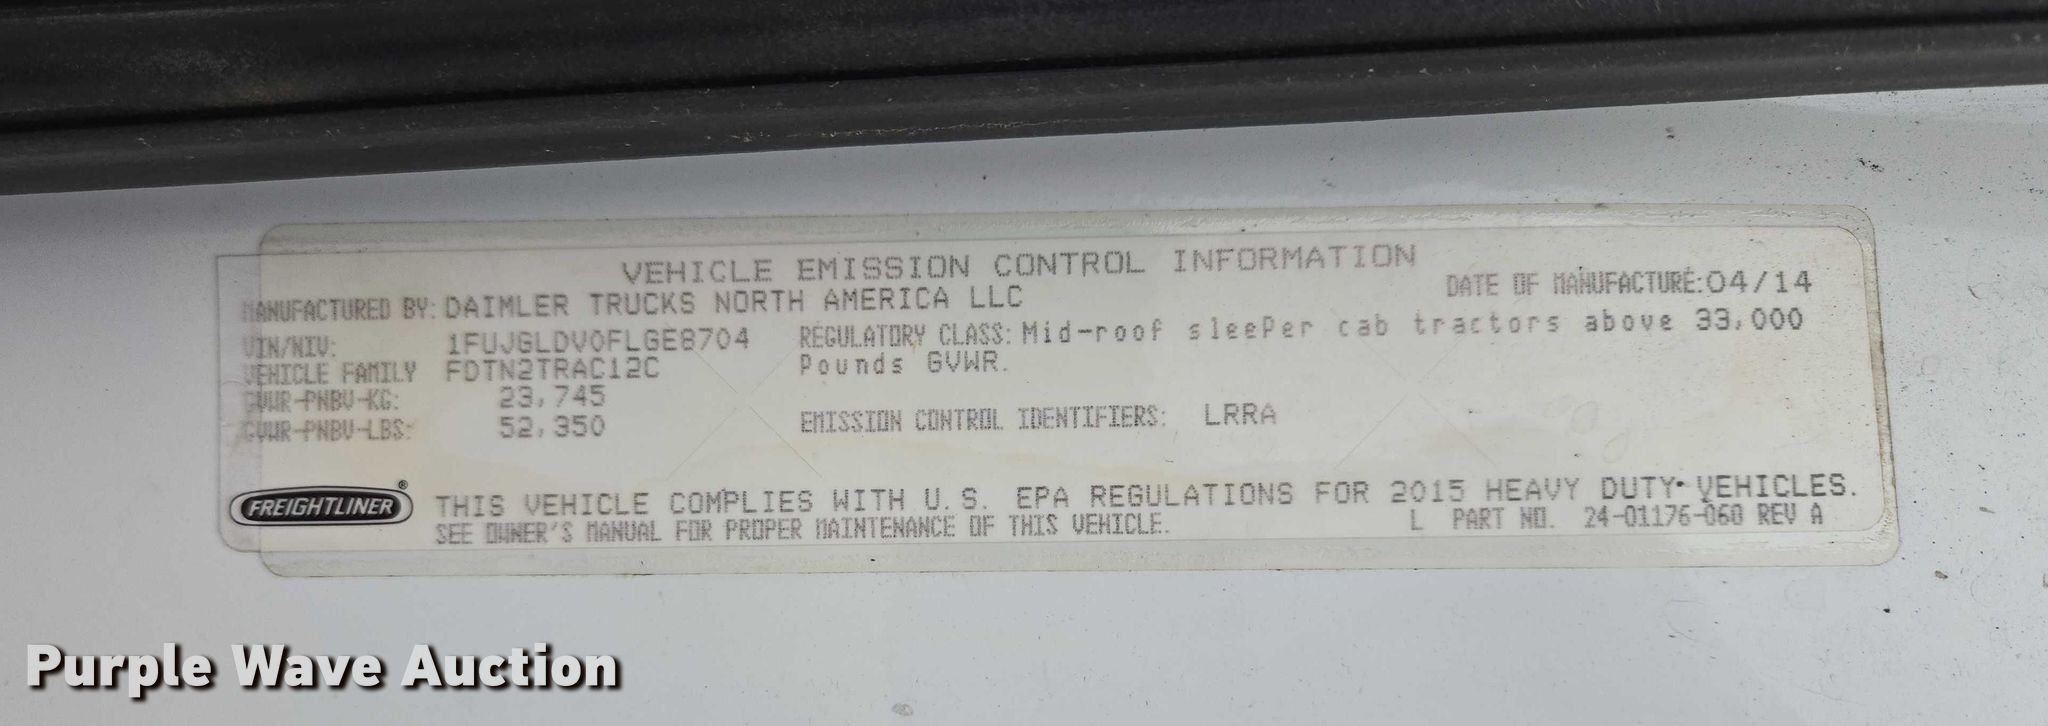 VEHICLE EMISSION CONTROL INFORMATION
MANUFACTURED BY: DAIMLER TRUCKS NORTH AMERICA LLC
DATE OF MANUFACTURE: 04/14
VIN/NIV: 1FUJGLDV0FLGE8704
REGULATORY CLASS: Mid-roof sleeper cab tractors above 33,000
Pounds GVWR.
VEHICLE FAMILY FDTN2TRAC12C
GVWR-PNBV-KG: 23,745
GVWR-PNBV-LBS: 52,350
EMISSION CONTROL IDENTIFIERS: LRRA
FREIGHTLINER®
THIS VEHICLE COMPLIES WITH U.S. EPA REGULATIONS FOR 2015 HEAVY DUTY VEHICLES.
SEE OWNER'S MANUAL FOR PROPER MAINTENANCE OF THIS VEHICLE.
L PART NO. 24-01176-060 REV A
Purple Wave Auction